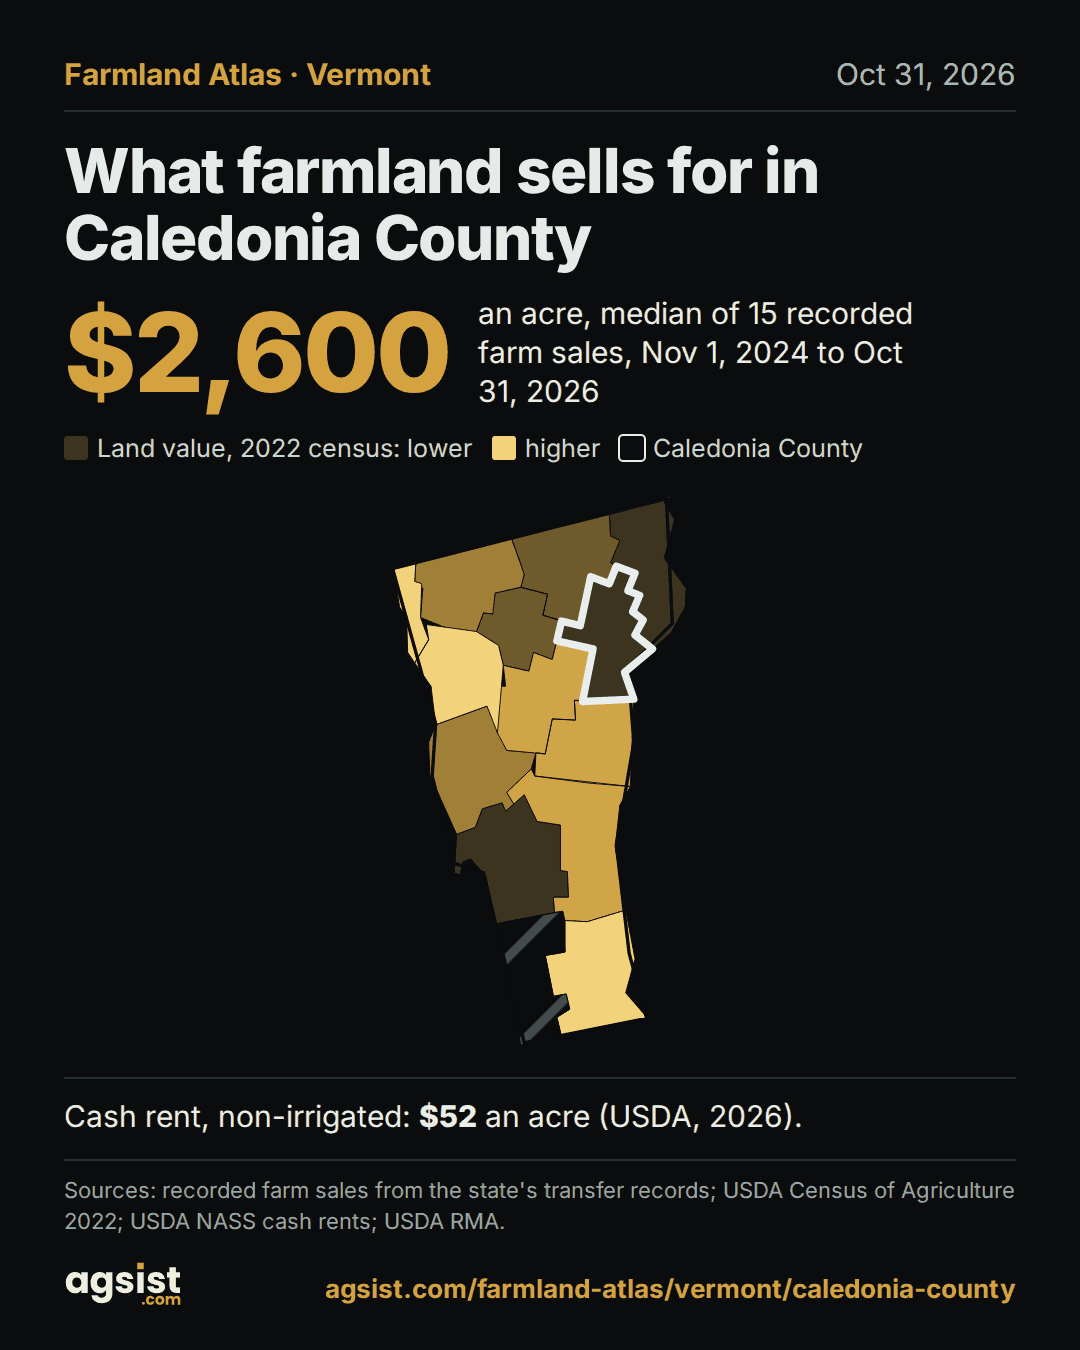 Farmland Atlas · Vermont
Oct 31, 2026
What farmland sells for in
Caledonia County
$2,600
an acre, median of 15 recorded
farm sales, Nov 1, 2024 to Oct
31, 2026
Land value, 2022 census: lower
higher
Caledonia County
Cash rent, non-irrigated: $52 an acre (USDA, 2026).
Sources: recorded farm sales from the state's transfer records; USDA Census of Agriculture
2022; USDA NASS cash rents; USDA RMA.
agsist
.com
agsist.com/farmland-atlas/vermont/caledonia-county